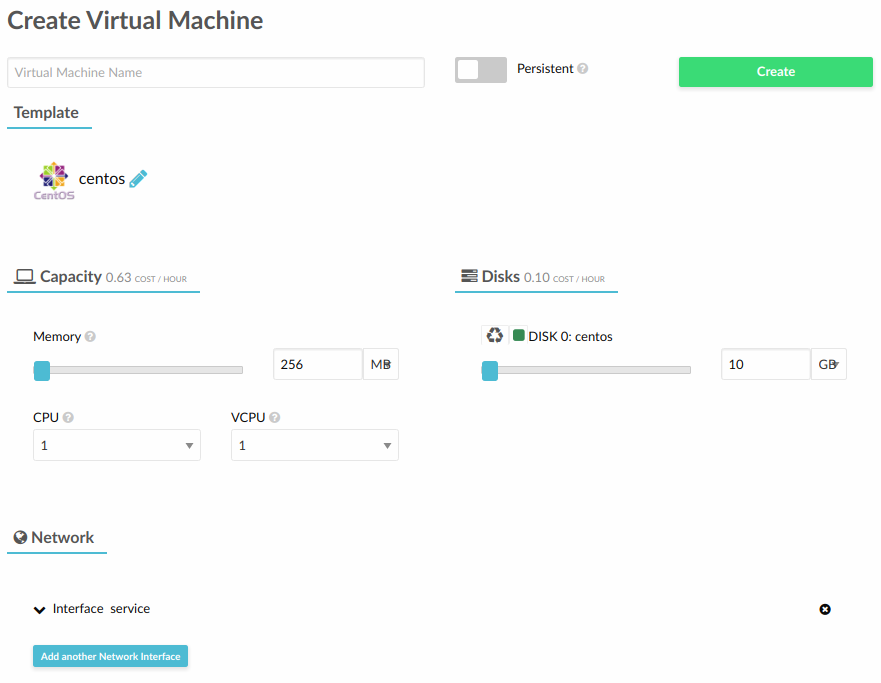 Create Virtual Machine
Virtual Machine Name
Persistent ?
Create
Template
CentOS
centos
Capacity 0.63 COST / HOUR
Disks 0.10 COST / HOUR
Memory ?
256 MB
DISK 0: centos
10 GB
CPU ?
VCPU ?
1
1
Network
Interface service
Add another Network Interface